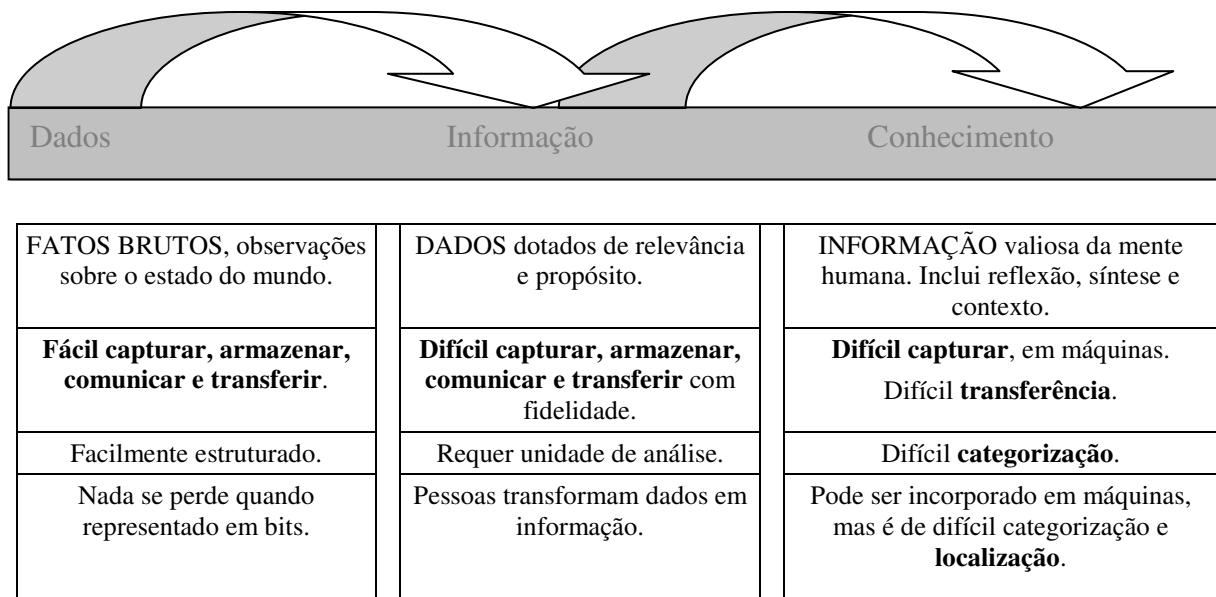 Dados Informação Conhecimento
FATOS BRUTOS, observações
sobre o estado do mundo.
DADOS dotados de relevância
e propósito.
INFORMAÇÃO valiosa da mente
humana. Inclui reflexão, síntese e
contexto.
Fácil capturar, armazenar,
comunicar e transferir.
Difícil capturar, armazenar,
comunicar e transferir com
fidelidade.
Difícil capturar, em máquinas.
Difícil transferência.
Facilmente estruturado.
Requer unidade de análise.
Difícil categorização.
Nada se perde quando
representado em bits.
Pessoas transformam dados em
informação.
Pode ser incorporado em máquinas,
mas é de difícil categorização e
localização.